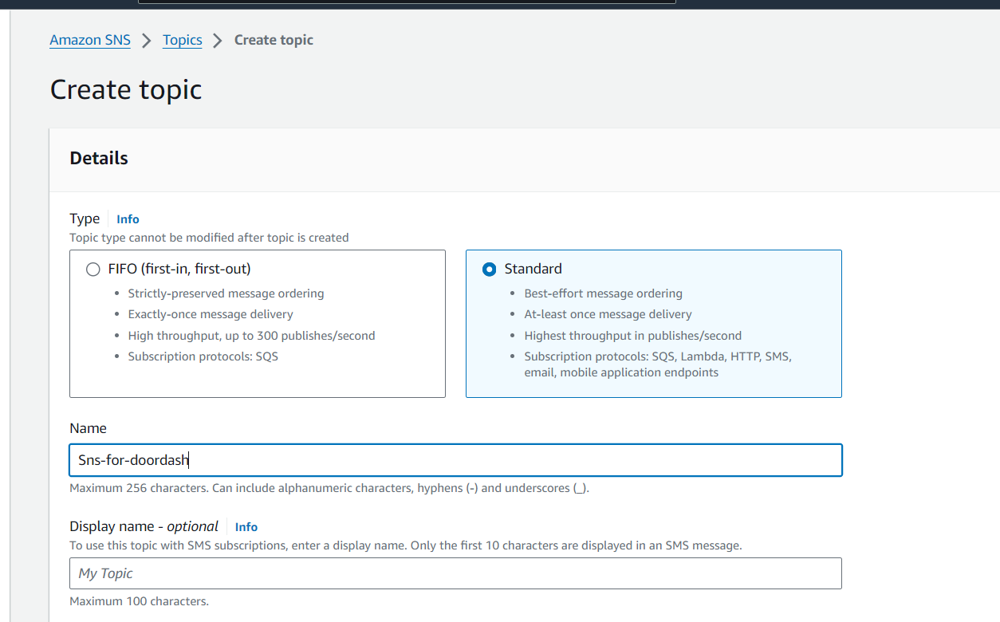 Amazon SNS > Topics > Create topic
Create topic
Details
Type Info
Topic type cannot be modified after topic is created
FIFO (first-in, first-out)
• Strictly-preserved message ordering
• Exactly-once message delivery
• High throughput, up to 300 publishes/second
• Subscription protocols: SQS
Standard
• Best-effort message ordering
• At-least once message delivery
• Highest throughput in publishes/second
• Subscription protocols: SQS, Lambda, HTTP, SMS,
email, mobile application endpoints
Name
Sns-for-doordash
Maximum 256 characters. Can include alphanumeric characters, hyphens (-) and underscores (_).
Display name - optional Info
To use this topic with SMS subscriptions, enter a display name. Only the first 10 characters are displayed in an SMS message.
My Topic
Maximum 100 characters.